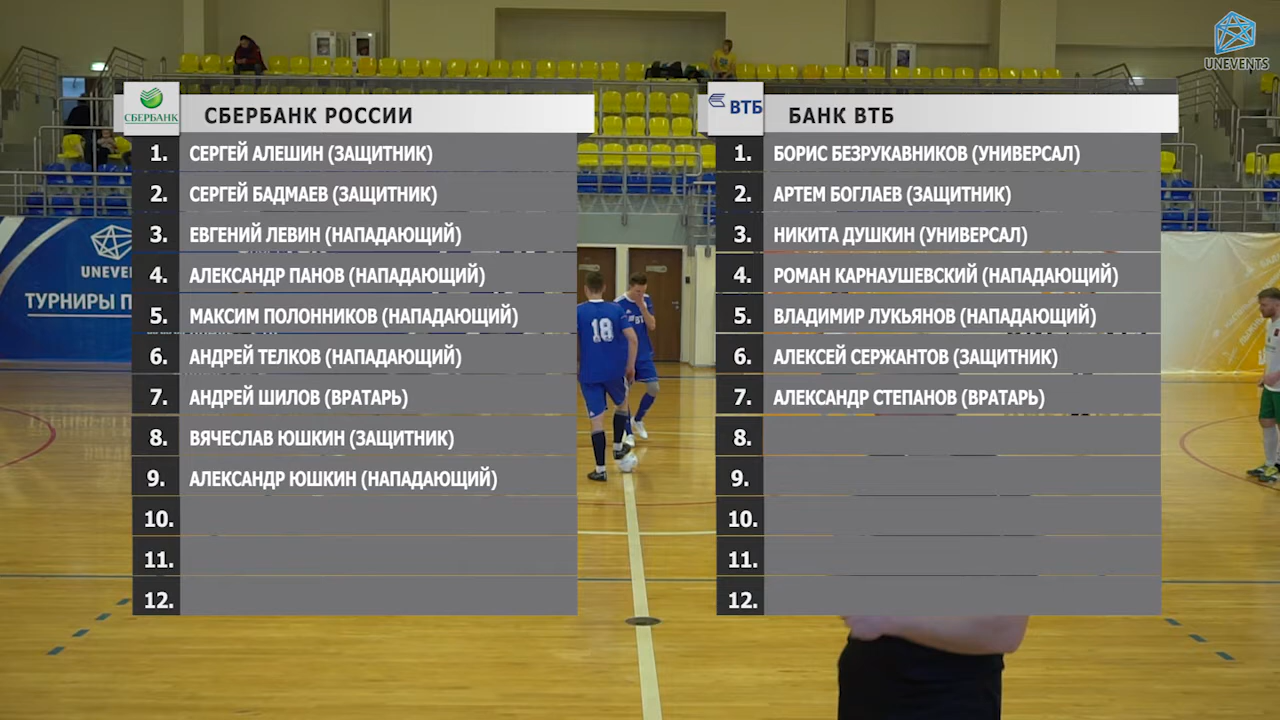 UNEVENTS
СБЕРБАНК
СБЕРБАНК РОССИИ
1. СЕРГЕЙ АЛЕШИН (ЗАЩИТНИК)
2. СЕРГЕЙ БАДМАЕВ (ЗАЩИТНИК)
3. ЕВГЕНИЙ ЛЕВИН (НАПАДАЮЩИЙ)
4. АЛЕКСАНДР ПАНОВ (НАПАДАЮЩИЙ)
5. МАКСИМ ПОЛОННИКОВ (НАПАДАЮЩИЙ)
6. АНДРЕЙ ТЕЛКОВ (НАПАДАЮЩИЙ)
7. АНДРЕЙ ШИЛОВ (ВРАТАРЬ)
8. ВЯЧЕСЛАВ ЮШКИН (ЗАЩИТНИК)
9. АЛЕКСАНДР ЮШКИН (НАПАДАЮЩИЙ)
10.
11.
12.
ВТБ
БАНК ВТБ
1. БОРИС БЕЗРУКАВНИКОВ (УНИВЕРСАЛ)
2. АРТЕМ БОГЛАЕВ (ЗАЩИТНИК)
3. НИКИТА ДУШКИН (УНИВЕРСАЛ)
4. РОМАН КАРНАУШЕВСКИЙ (НАПАДАЮЩИЙ)
5. ВЛАДИМИР ЛУКЬЯНОВ (НАПАДАЮЩИЙ)
6. АЛЕКСЕЙ СЕРЖАНТОВ (ЗАЩИТНИК)
7. АЛЕКСАНДР СТЕПАНОВ (ВРАТАРЬ)
8.
9.
10.
11.
12.
ТУРНИРЫ
18